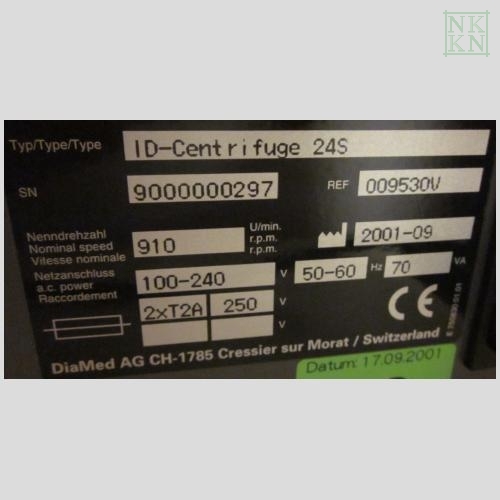 NK
KN
Typ/Type/Type ID-Centrifuge 24S
SN 9000000297 REF 009530V
Nenndrehzahl U/min.
Nominal speed 910 r.p.m. 2001-09
Vitesse nominale r.p.m.
Netzanschluss
a.c. power 100-240 V 50-60 Hz 70 VA
Raccordement
2xT2A 250 V
V
DiaMed AG CH-1785 Cressier sur Morat / Switzerland
CE
Datum: 17.09.2001